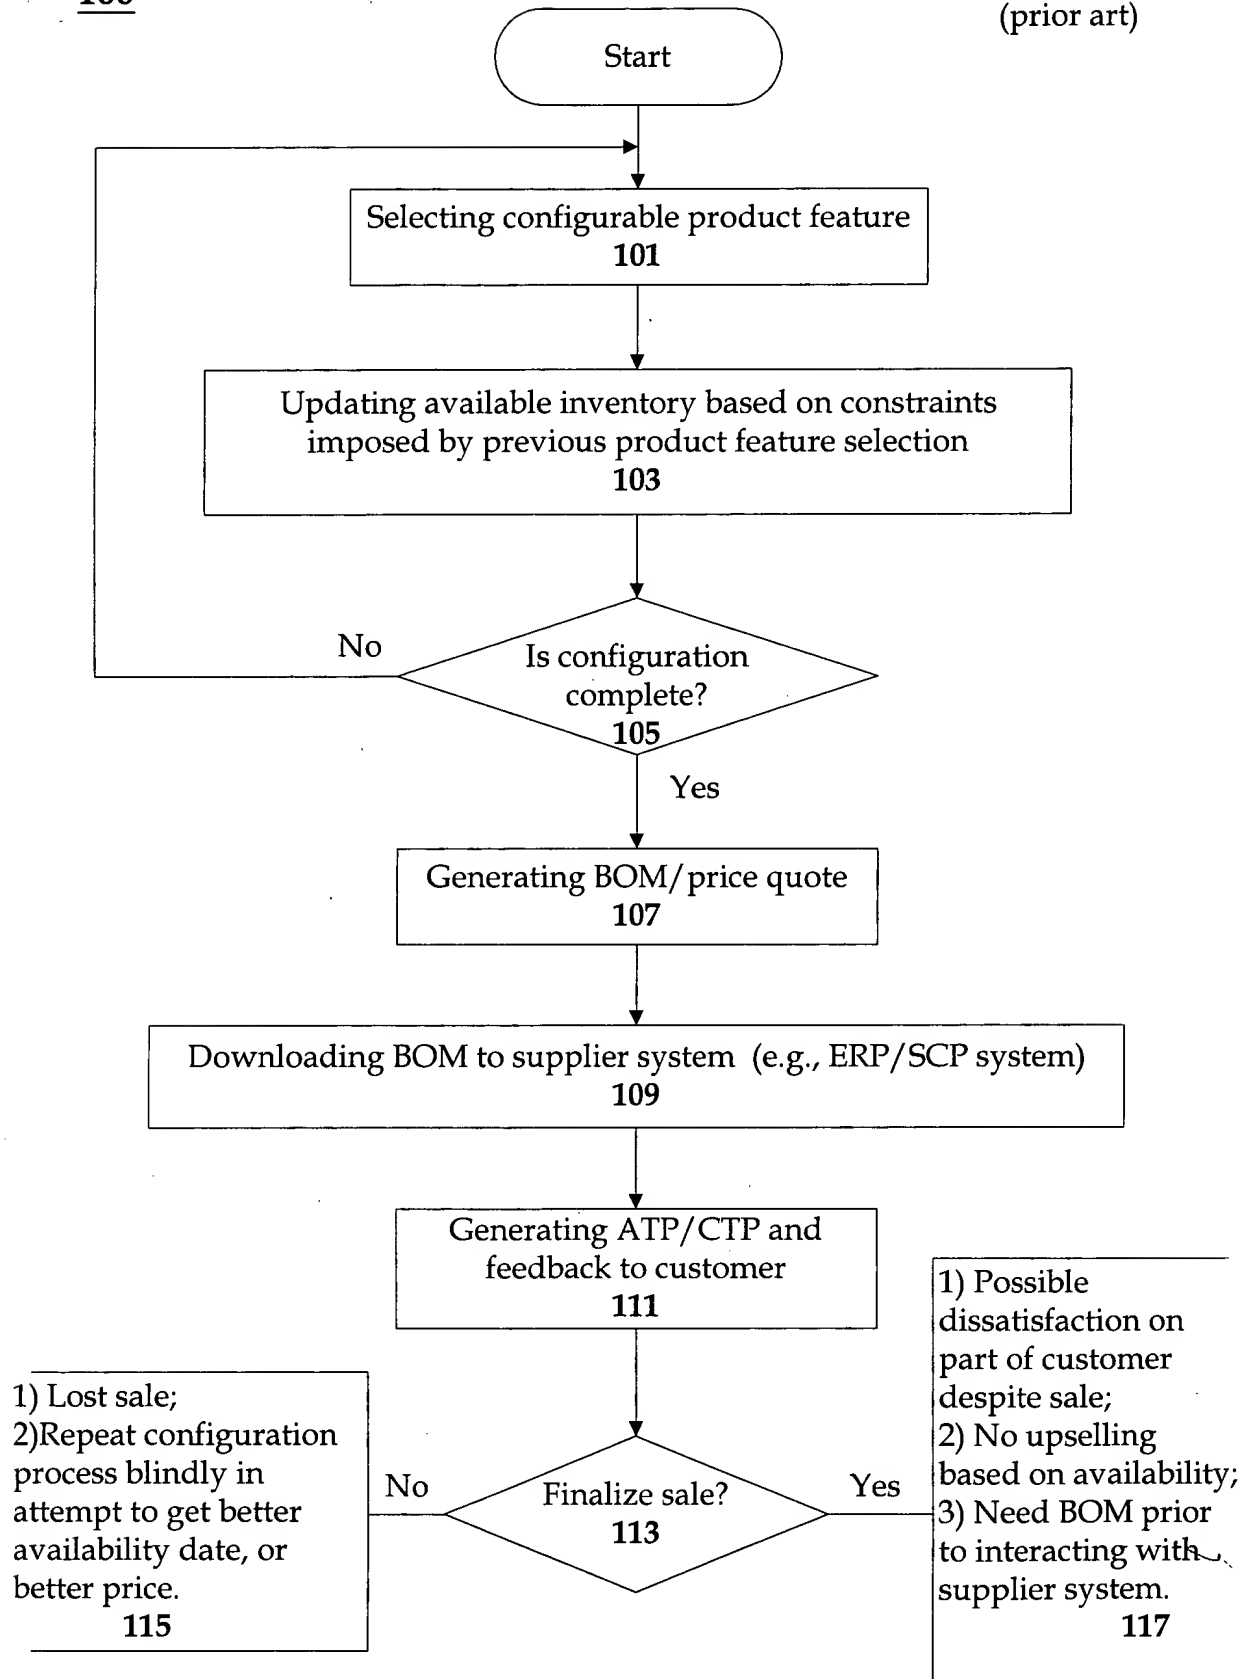 100
(prior art)
Start
Selecting configurable product feature
101
Updating available inventory based on constraints
imposed by previous product feature selection
103
No
Is configuration
complete?
105
Yes
Generating BOM/price quote
107
Downloading BOM to supplier system (e.g., ERP/SCP system)
109
Generating ATP/CTP and
feedback to customer
111
Finalize sale?
113
No
Yes
1) Lost sale;
2)Repeat configuration
process blindly in
attempt to get better
availability date, or
better price.
115
1) Possible
dissatisfaction on
part of customer
despite sale;
2) No upselling
based on availability;
3) Need BOM prior
to interacting with
supplier system.
117